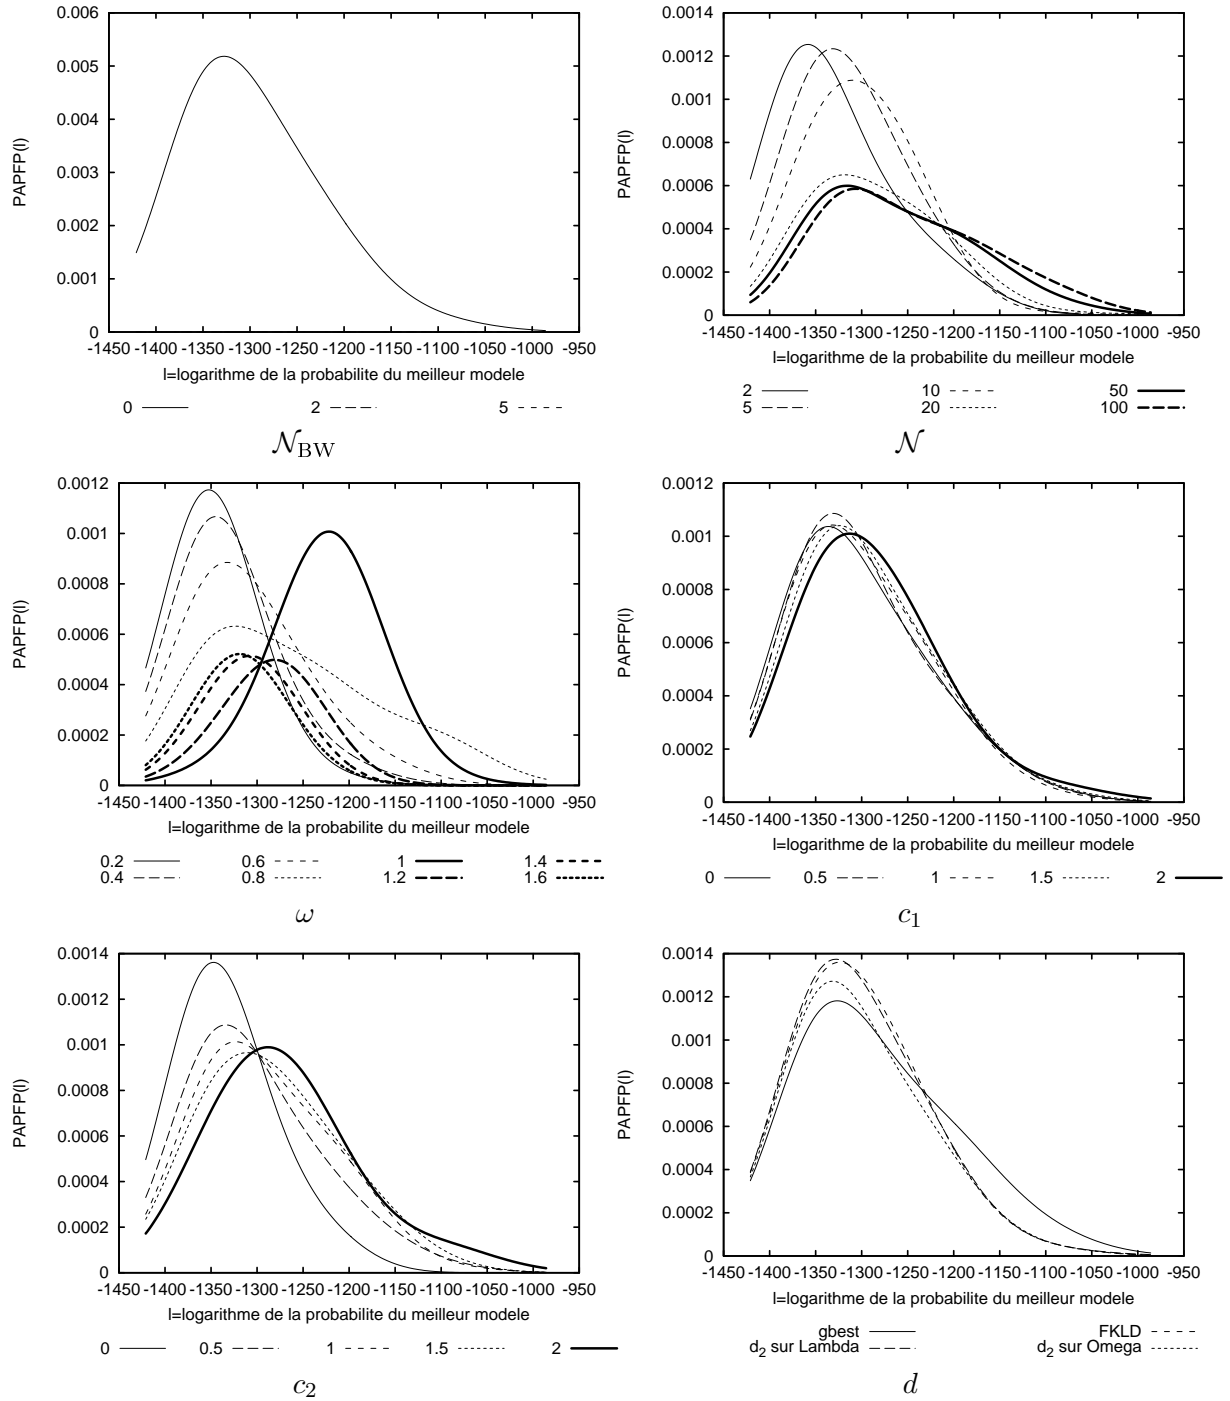 0.006
0.005
0.004
0.003
0.002
0.001
0
PAPFP(l)
-1450 -1400 -1350 -1300 -1250 -1200 -1150 -1100 -1050 -1000 -950
l=logarithme de la probabilite du meilleur modele
0 2 5
𝒩BW
0.0014
0.0012
0.001
0.0008
0.0006
0.0004
0.0002
0
PAPFP(l)
-1450 -1400 -1350 -1300 -1250 -1200 -1150 -1100 -1050 -1000 -950
l=logarithme de la probabilite du meilleur modele
2 10 50
5 20 100
𝒩
0.0012
0.001
0.0008
0.0006
0.0004
0.0002
0
PAPFP(l)
-1450 -1400 -1350 -1300 -1250 -1200 -1150 -1100 -1050 -1000 -950
l=logarithme de la probabilite du meilleur modele
0.2 0.6 1 1.4
0.4 0.8 1.2 1.6
ω
0.0012
0.001
0.0008
0.0006
0.0004
0.0002
0
PAPFP(l)
-1450 -1400 -1350 -1300 -1250 -1200 -1150 -1100 -1050 -1000 -950
l=logarithme de la probabilite du meilleur modele
0 0.5 1 1.5 2
c₁
0.0014
0.0012
0.001
0.0008
0.0006
0.0004
0.0002
0
PAPFP(l)
-1450 -1400 -1350 -1300 -1250 -1200 -1150 -1100 -1050 -1000 -950
l=logarithme de la probabilite du meilleur modele
0 0.5 1 1.5 2
c₂
0.0014
0.0012
0.001
0.0008
0.0006
0.0004
0.0002
0
PAPFP(l)
-1450 -1400 -1350 -1300 -1250 -1200 -1150 -1100 -1050 -1000 -950
l=logarithme de la probabilite du meilleur modele
gbest FKLD
d₂ sur Lambda d₂ sur Omega
d